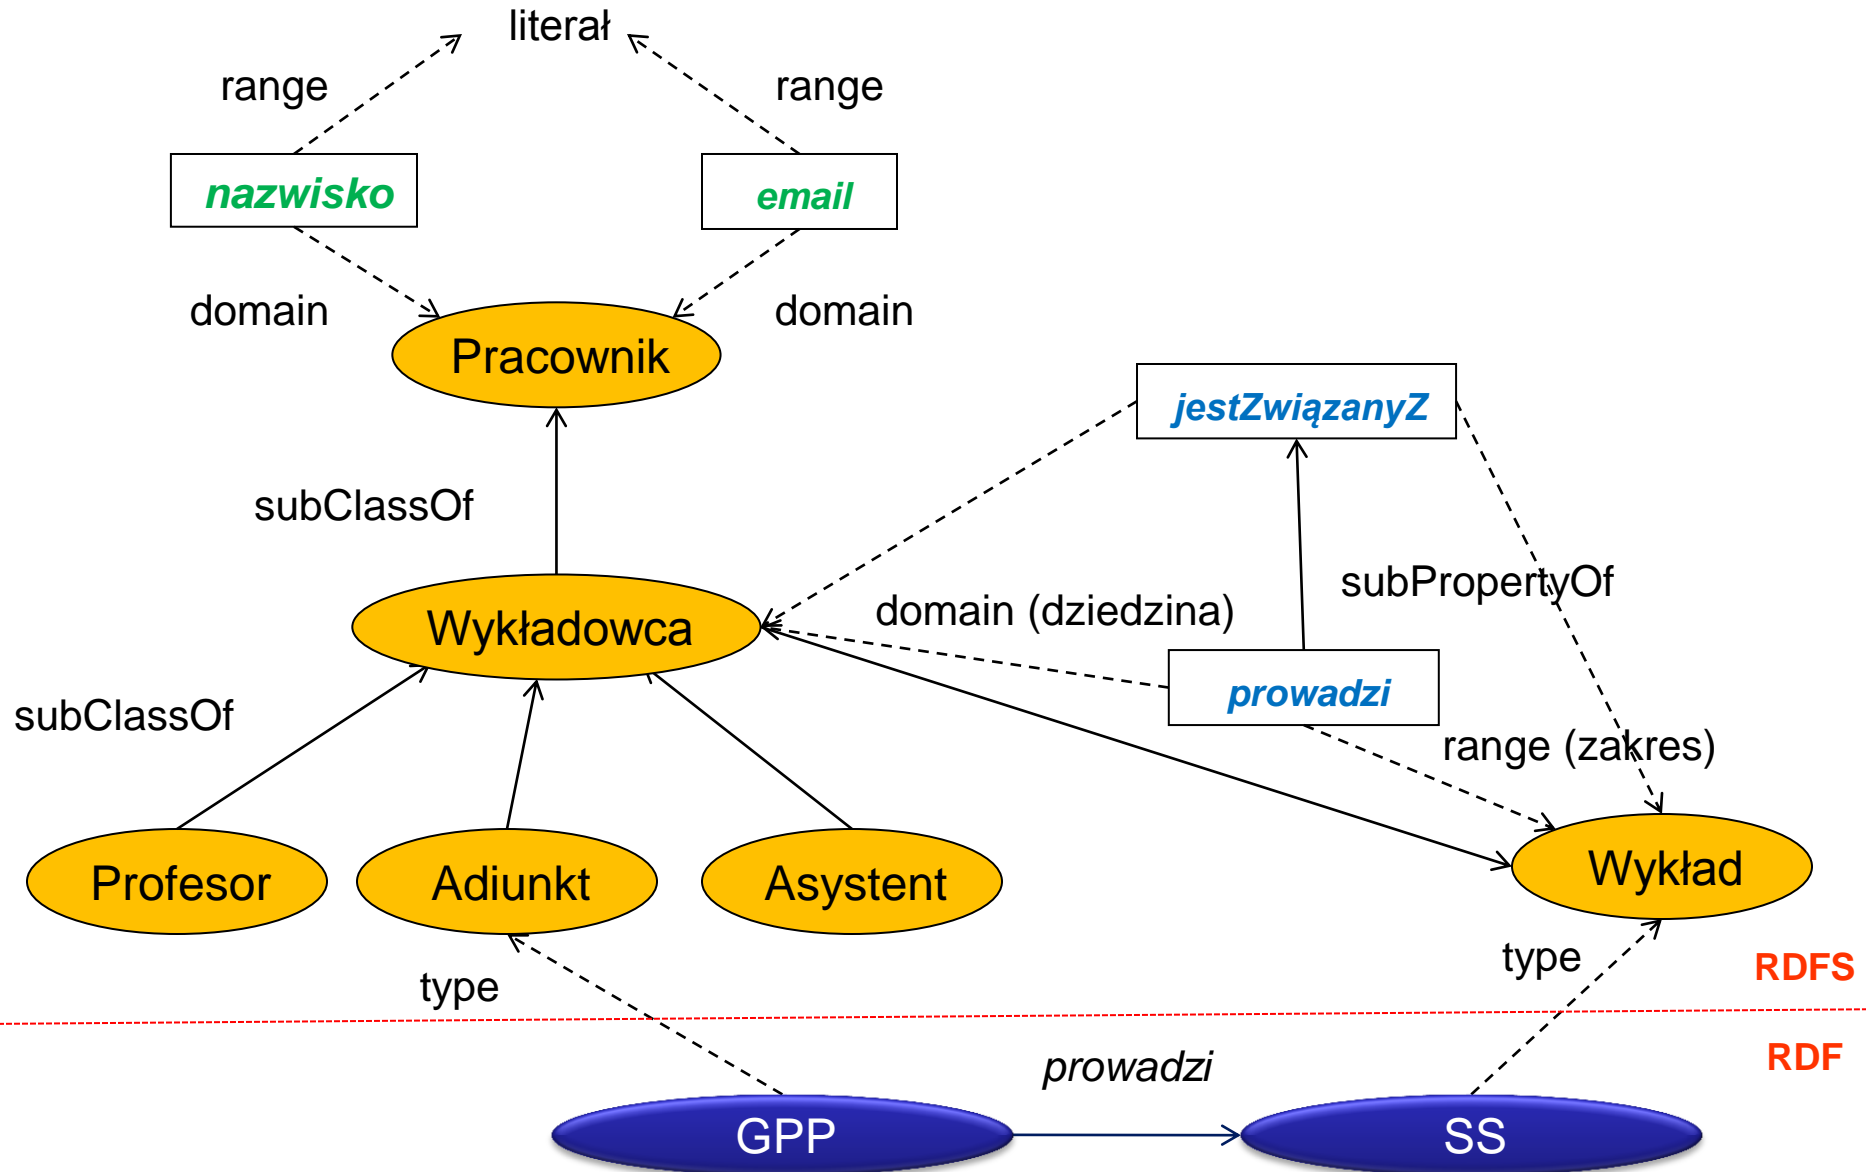 literał
range
range
nazwisko
email
domain
domain
Pracownik
jestZwiązanyZ
subClassOf
subPropertyOf
domain (dziedzina)
Wykładowca
prowadzi
subClassOf
range (zakres)
Profesor
Adiunkt
Asystent
Wykład
type
type
RDFS
RDF
prowadzi
GPP
SS